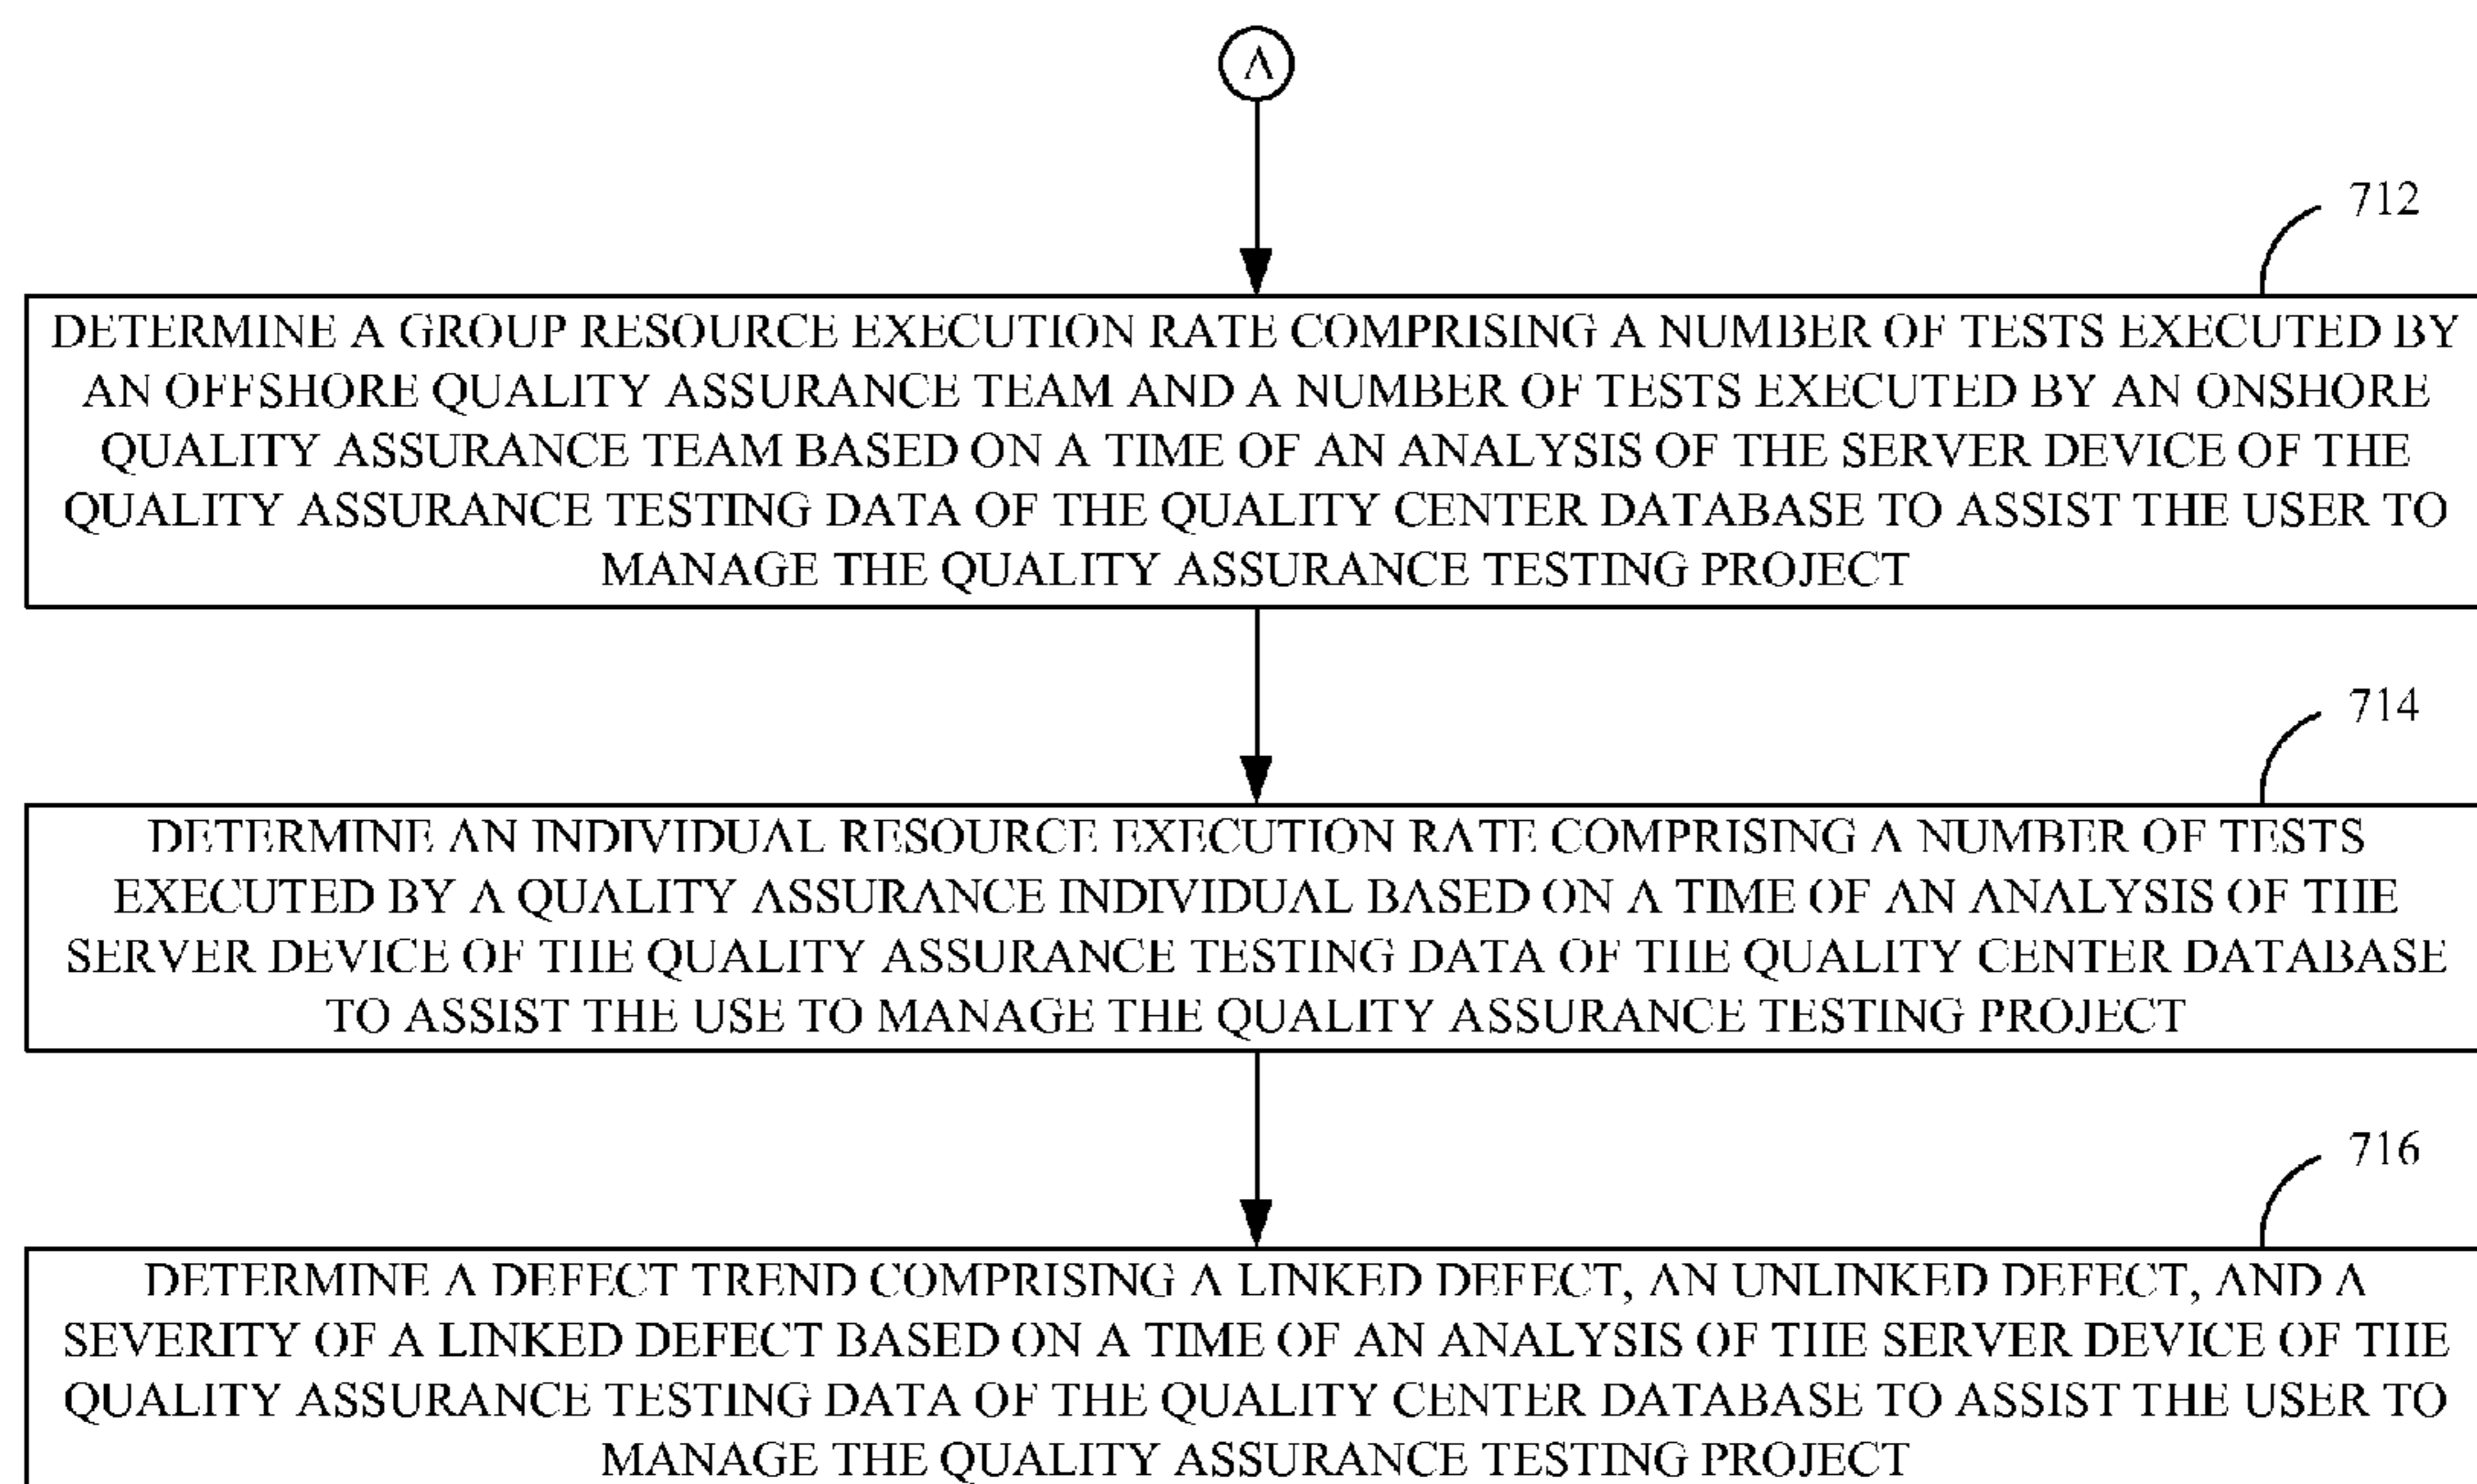 A
712
DETERMINE A GROUP RESOURCE EXECUTION RATE COMPRISING A NUMBER OF TESTS EXECUTED BY
AN OFFSHORE QUALITY ASSURANCE TEAM AND A NUMBER OF TESTS EXECUTED BY AN ONSHORE
QUALITY ASSURANCE TEAM BASED ON A TIME OF AN ANALYSIS OF THE SERVER DEVICE OF THE
QUALITY ASSURANCE TESTING DATA OF THE QUALITY CENTER DATABASE TO ASSIST THE USER TO
MANAGE THE QUALITY ASSURANCE TESTING PROJECT
714
DETERMINE AN INDIVIDUAL RESOURCE EXECUTION RATE COMPRISING A NUMBER OF TESTS
EXECUTED BY A QUALITY ASSURANCE INDIVIDUAL BASED ON A TIME OF AN ANALYSIS OF THE
SERVER DEVICE OF THE QUALITY ASSURANCE TESTING DATA OF THE QUALITY CENTER DATABASE
TO ASSIST THE USE TO MANAGE THE QUALITY ASSURANCE TESTING PROJECT
716
DETERMINE A DEFECT TREND COMPRISING A LINKED DEFECT, AN UNLINKED DEFECT, AND A
SEVERITY OF A LINKED DEFECT BASED ON A TIME OF AN ANALYSIS OF THE SERVER DEVICE OF THE
QUALITY ASSURANCE TESTING DATA OF THE QUALITY CENTER DATABASE TO ASSIST THE USER TO
MANAGE THE QUALITY ASSURANCE TESTING PROJECT